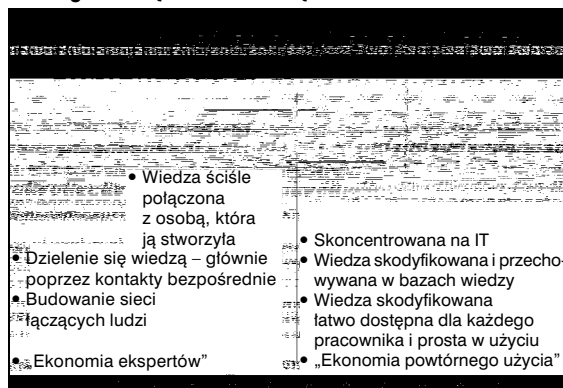 • Wiedza ściśle
połączona
z osobą, która
ją stworzyła
• Dzielenie się wiedzą – głównie
poprzez kontakty bezpośrednie
• Budowanie sieci
łączących ludzi
• „Ekonomia ekspertów”
• Skoncentrowana na IT
• Wiedza skodyfikowana i przecho-
wywana w bazach wiedzy
• Wiedza skodyfikowana
łatwo dostępna dla każdego
pracownika i prosta w użyciu
• „Ekonomia powtórnego użycia”